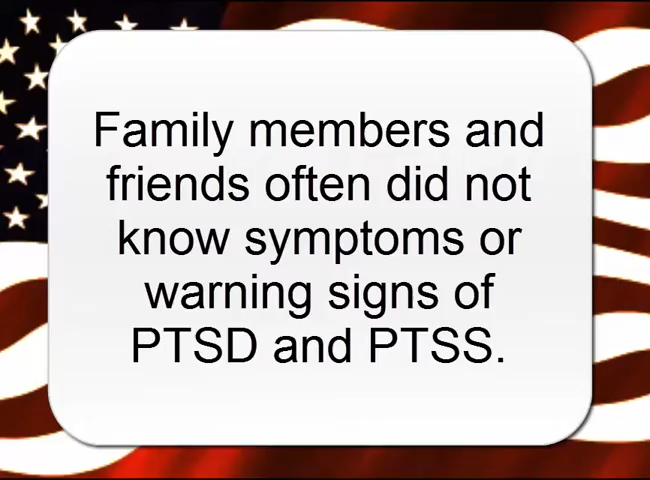 Family members and
friends often did not
know symptoms or
warning signs of
PTSD and PTSS.